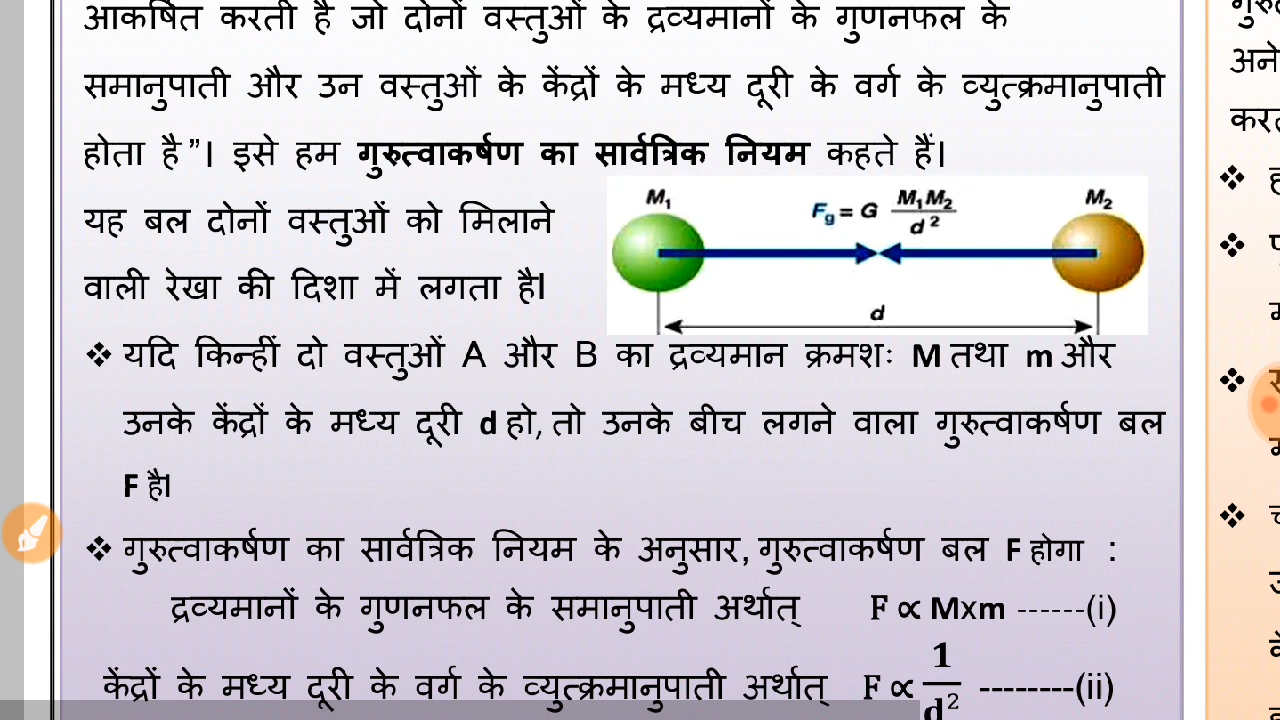 आकर्षित करती है जो दोनों वस्तुओं के द्रव्यमानों के गुणनफल के
समानुपाती और उन वस्तुओं के केंद्रों के मध्य दूरी के वर्ग के व्युत्क्रमानुपाती
होता है”। इसे हम गुरुत्वाकर्षण का सार्वत्रिक नियम कहते हैं।
यह बल दोनों वस्तुओं को मिलाने
वाली रेखा की दिशा में लगता है।
M₁ F_g = G M₁M₂/d² M₂
d
❖ यदि किन्हीं दो वस्तुओं A और B का द्रव्यमान क्रमशः M तथा m और
उनके केंद्रों के मध्य दूरी d हो, तो उनके बीच लगने वाला गुरुत्वाकर्षण बल
F है।
❖ गुरुत्वाकर्षण का सार्वत्रिक नियम के अनुसार, गुरुत्वाकर्षण बल F होगा :
द्रव्यमानों के गुणनफल के समानुपाती अर्थात् F ∝ Mxm ------(i)
केंद्रों के मध्य दूरी के वर्ग के व्युत्क्रमानुपाती अर्थात् F ∝ 1/d² --------(ii)